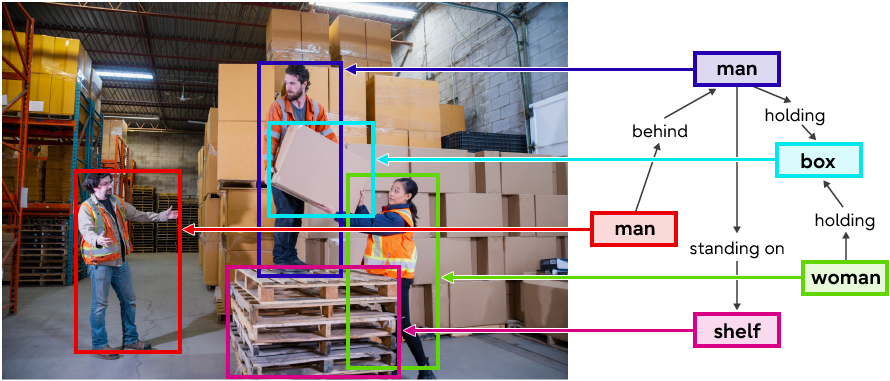 man
holding
behind
box
man
holding
standing on
woman
shelf